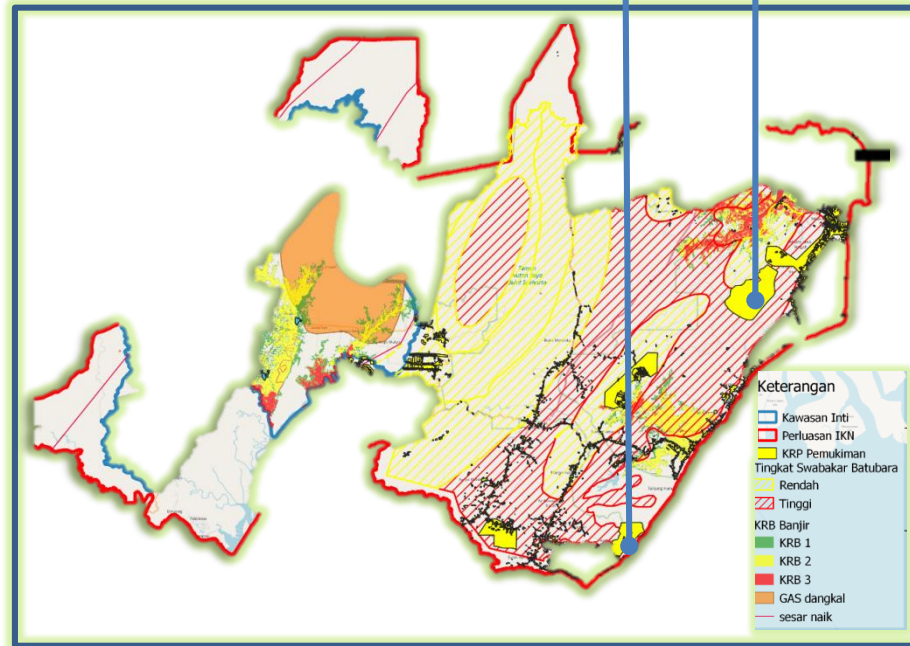 Keterangan
Kawasan Inti
Perluasan IKN
KRP Pemukiman
Tingkat Swabakar Batubara
Rendah
Tinggi
KRB Banjir
KRB 1
KRB 2
KRB 3
GAS dangkal
sesar naik